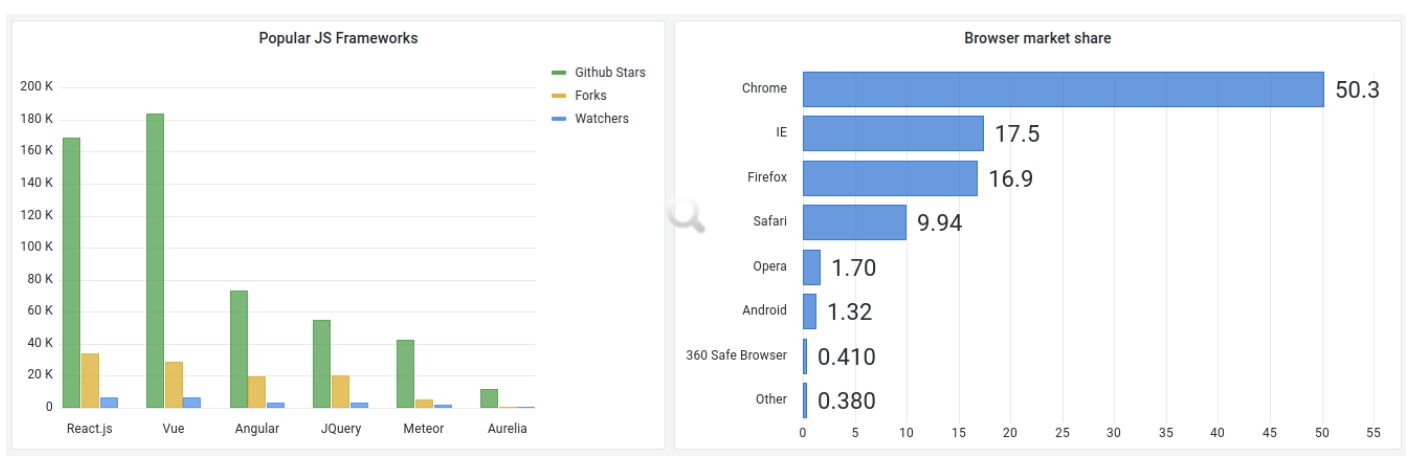 Popular JS Frameworks
Github Stars
Forks
Watchers
200 K
180 K
160 K
140 K
120 K
100 K
80 K
60 K
40 K
20 K
0
React.js Vue Angular JQuery Meteor Aurelia
Browser market share
Chrome 50.3
IE 17.5
Firefox 16.9
Safari 9.94
Opera 1.70
Android 1.32
360 Safe Browser 0.410
Other 0.380
0 5 10 15 20 25 30 35 40 45 50 55